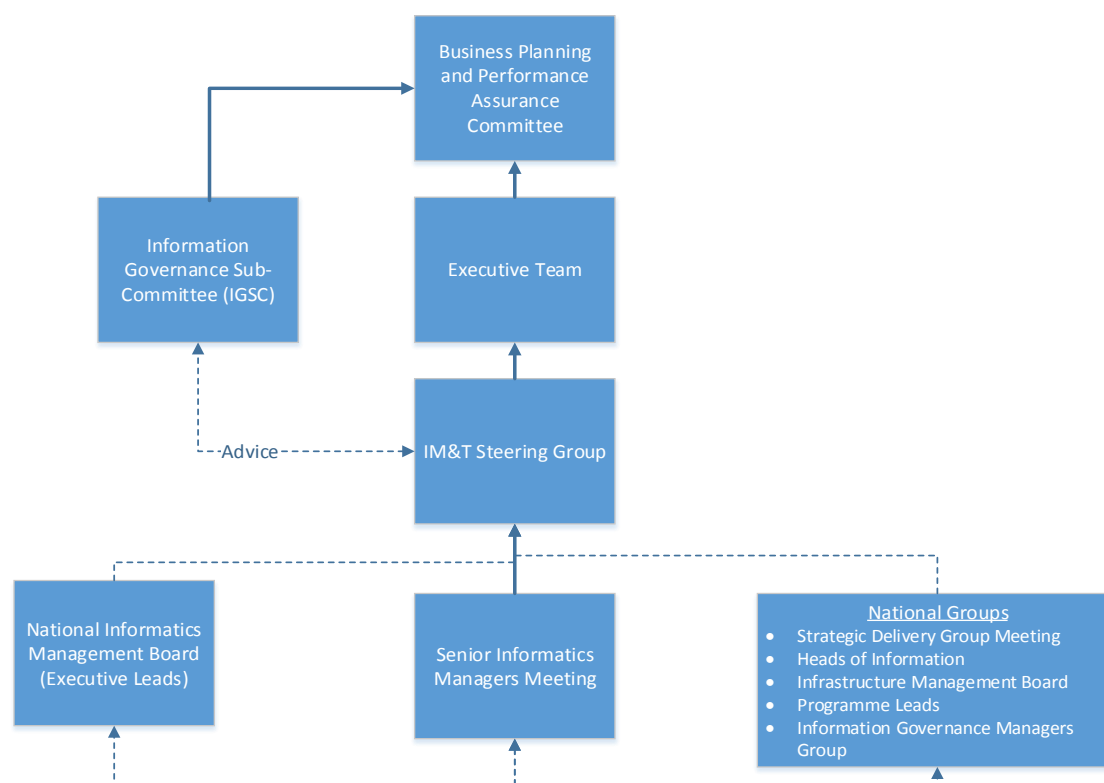 Business Planning
and Performance
Assurance
Committee
Information
Governance Sub-
Committee (IGSC)
Executive Team
Advice
IM&T Steering Group
National Informatics
Management Board
(Executive Leads)
Senior Informatics
Managers Meeting
National Groups
• Strategic Delivery Group Meeting
• Heads of Information
• Infrastructure Management Board
• Programme Leads
• Information Governance Managers
Group